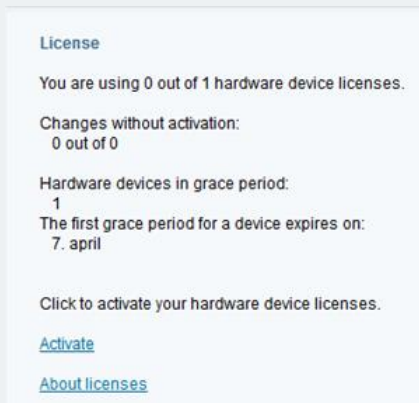 License
You are using 0 out of 1 hardware device licenses.
Changes without activation:
0 out of 0
Hardware devices in grace period:
1
The first grace period for a device expires on:
7. april
Click to activate your hardware device licenses.
Activate
About licenses